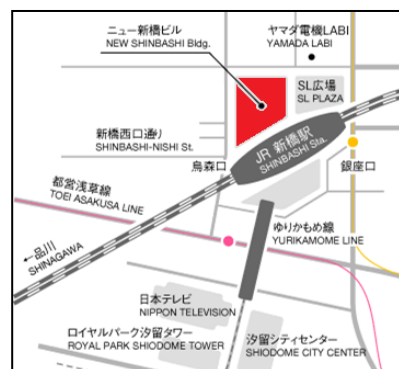 ニュー新橋ビル
NEW SHINBASHI Bldg.
ヤマダ電機LABI
YAMADA LABI
SL広場
SL PLAZA
新橋西口通り
SHINBASHI-NISHI St.
JR 新橋駅
SHINBASHI Sta.
烏森口
銀座口
都営浅草線
TOEI ASAKUSA LINE
ゆりかもめ線
YURIKAMOME LINE
←品川
SHINAGAWA
日本テレビ
NIPPON TELEVISION
ロイヤルパーク汐留タワー
ROYAL PARK SHIODOME TOWER
汐留シティセンター
SHIODOME CITY CENTER